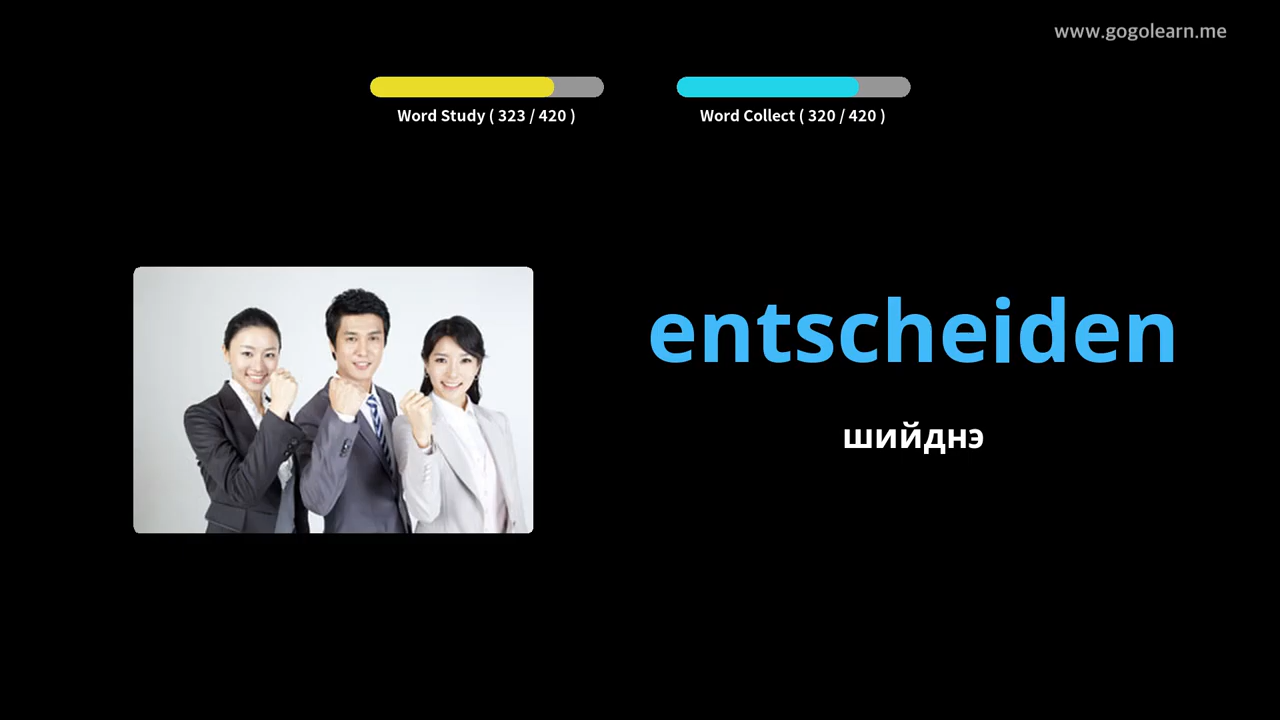 www.gogolearn.me
Word Study ( 323 / 420 )
Word Collect ( 320 / 420 )
entscheiden
шийднэ